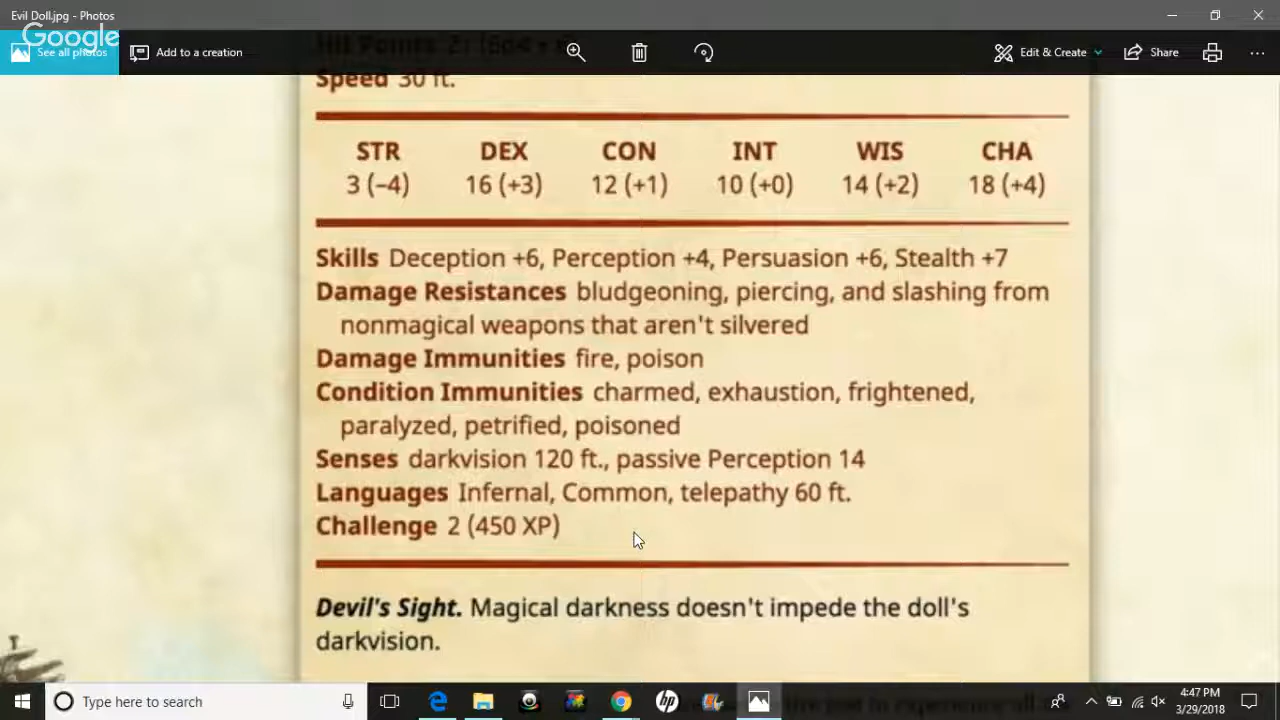 Evil Doll.jpg - Photos
Google
See all photos
Add to a creation
Edit & Create
Share
Hit Points
Speed 30 ft.
STR DEX CON INT WIS CHA
3 (−4) 16 (+3) 12 (+1) 10 (+0) 14 (+2) 18 (+4)
Skills Deception +6, Perception +4, Persuasion +6, Stealth +7
Damage Resistances bludgeoning, piercing, and slashing from
nonmagical weapons that aren't silvered
Damage Immunities fire, poison
Condition Immunities charmed, exhaustion, frightened,
paralyzed, petrified, poisoned
Senses darkvision 120 ft., passive Perception 14
Languages Infernal, Common, telepathy 60 ft.
Challenge 2 (450 XP)
Devil's Sight. Magical darkness doesn't impede the doll's
darkvision.
Type here to search
hp
4:47 PM
3/29/2018